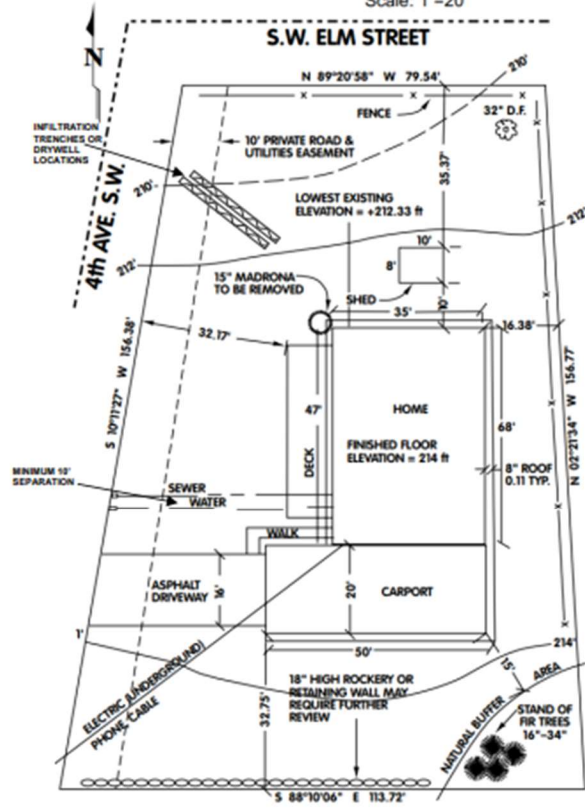 Scale: 1"=20'
S.W. ELM STREET
N
N 89°20'58" W 79.54'
210'
FENCE
32" D.F.
INFILTRATION
TRENCHES OR
DRYWELL
LOCATIONS
10' PRIVATE ROAD &
UTILITIES EASEMENT
35.37'
210'
4th AVE. S.W.
LOWEST EXISTING
ELEVATION = +212.33 ft
212'
10'
8'
212'
15" MADRONA
TO BE REMOVED
SHED
10'
35'
16.38'
32.17'
S 10°11'27" W 156.38'
N 02°21'34" W 156.77'
47'
HOME
68'
DECK
FINISHED FLOOR
ELEVATION = 214 ft
8" ROOF
0.11 TYP.
MINIMUM 10'
SEPARATION
SEWER
WATER
WALK
ASPHALT
DRIVEWAY
16'
20'
CARPORT
1'
214'
50'
15'
ELECTRIC (UNDERGROUND)
PHONE CABLE
32.75'
18" HIGH ROCKERY OR
RETAINING WALL MAY
REQUIRE FURTHER
REVIEW
NATURAL BUFFER AREA
STAND OF
FIR TREES
16"-34"
S 88°10'06" E 113.72'